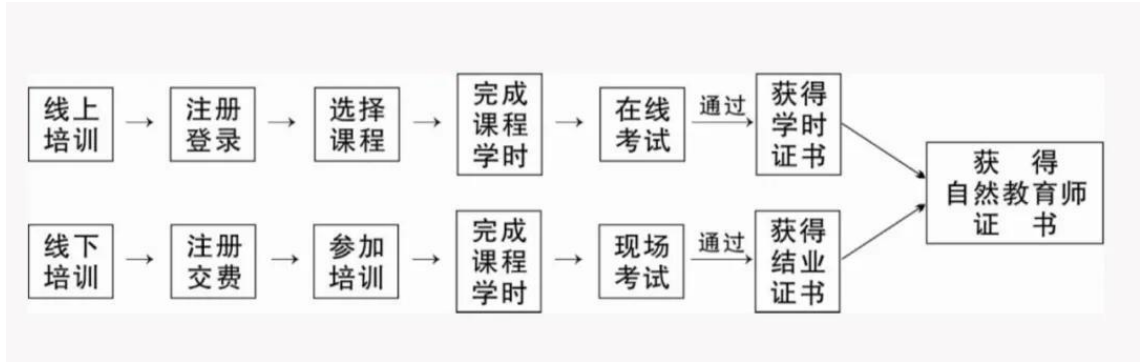 线上
培训
注册
登录
选择
课程
完成
课程
学时
在线
考试
通过
获得
学时
证书
线下
培训
注册
交费
参加
培训
完成
课程
学时
现场
考试
通过
获得
结业
证书
获 得
自然教育师
证 书